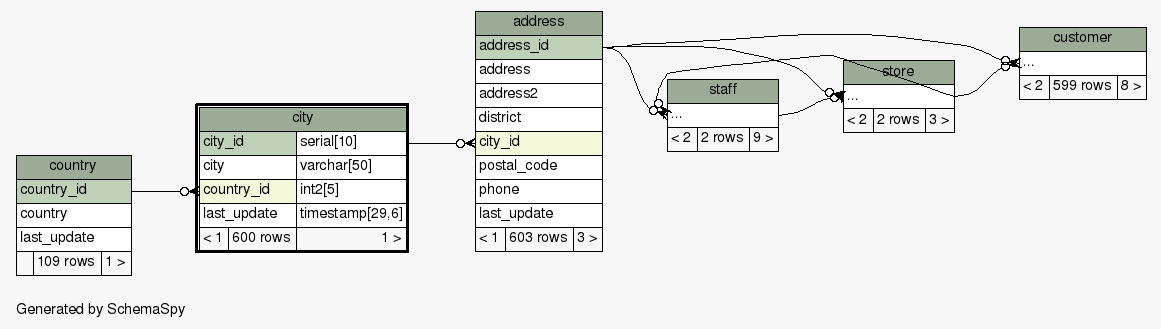 country
country_id
country
last_update
109 rows 1 >
city
city_id serial[10]
city varchar[50]
country_id int2[5]
last_update timestamp[29,6]
< 1 600 rows 1 >
address
address_id
address
address2
district
city_id
postal_code
phone
last_update
< 1 603 rows 3 >
staff
...
< 2 2 rows 9 >
store
...
< 2 2 rows 3 >
customer
...
< 2 599 rows 8 >
Generated by SchemaSpy